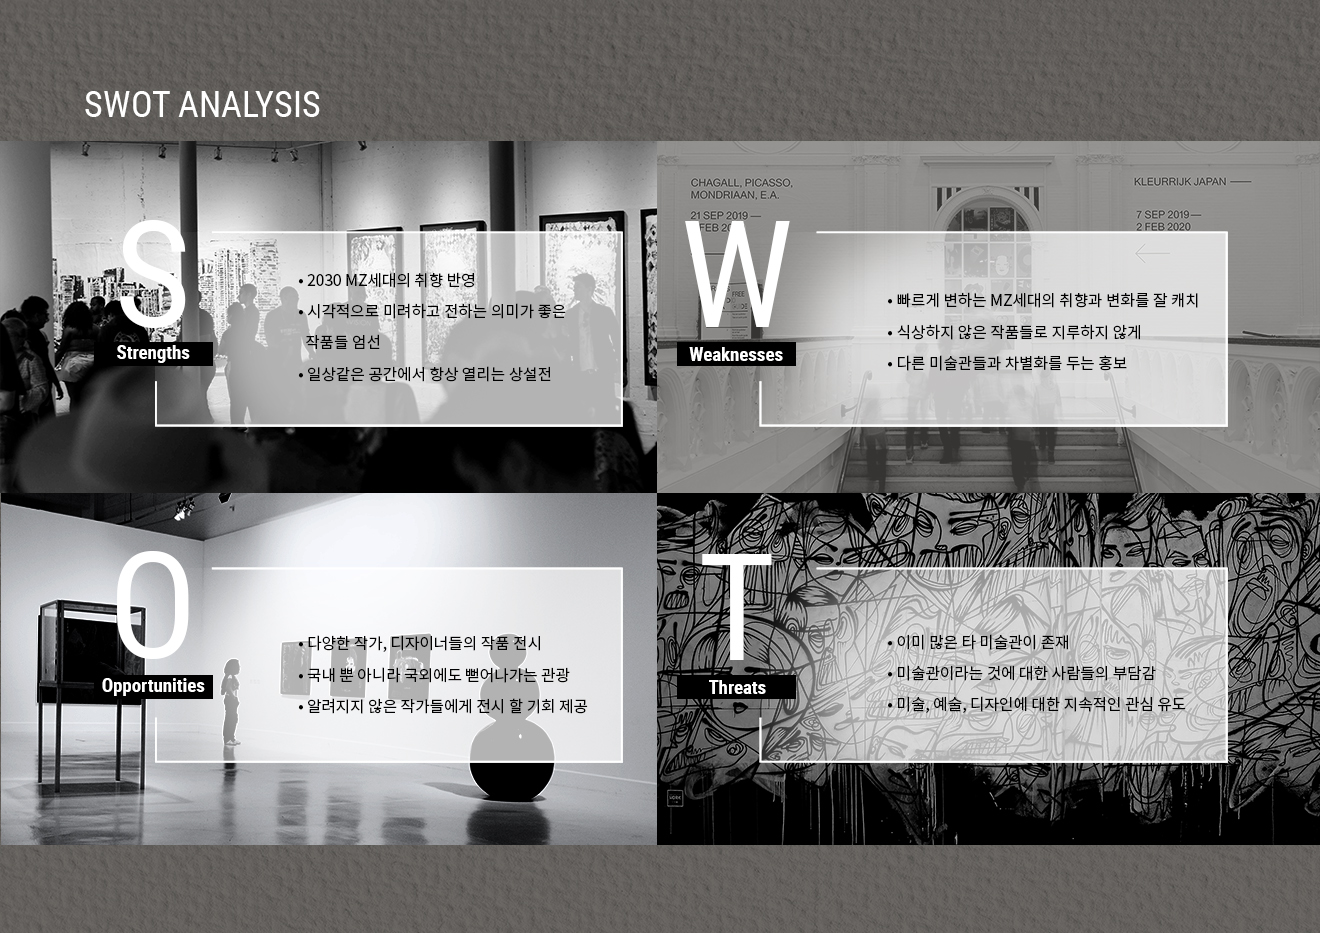 SWOT ANALYSIS
S
Strengths
• 2030 MZ세대의 취향 반영
• 시각적으로 미려하고 전하는 의미가 좋은
작품들 엄선
• 일상같은 공간에서 항상 열리는 상설전
CHAGALL, PICASSO,
MONDRIAAN, E.A.
21 SEP 2019 —
FEB 20
KLEURRIJK JAPAN —
7 SEP 2019 —
2 FEB 2020
W
Weaknesses
• 빠르게 변하는 MZ세대의 취향과 변화를 잘 캐치
• 식상하지 않은 작품들로 지루하지 않게
• 다른 미술관들과 차별화를 두는 홍보
O
Opportunities
• 다양한 작가, 디자이너들의 작품 전시
• 국내 뿐 아니라 국외에도 뻗어나가는 관광
• 알려지지 않은 작가들에게 전시 할 기회 제공
T
Threats
• 이미 많은 타 미술관이 존재
• 미술관이라는 것에 대한 사람들의 부담감
• 미술, 예술, 디자인에 대한 지속적인 관심 유도